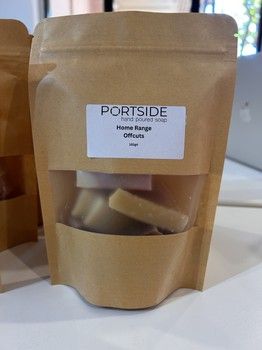 PORTSIDE
hand poured soap
Home Range
Offcuts